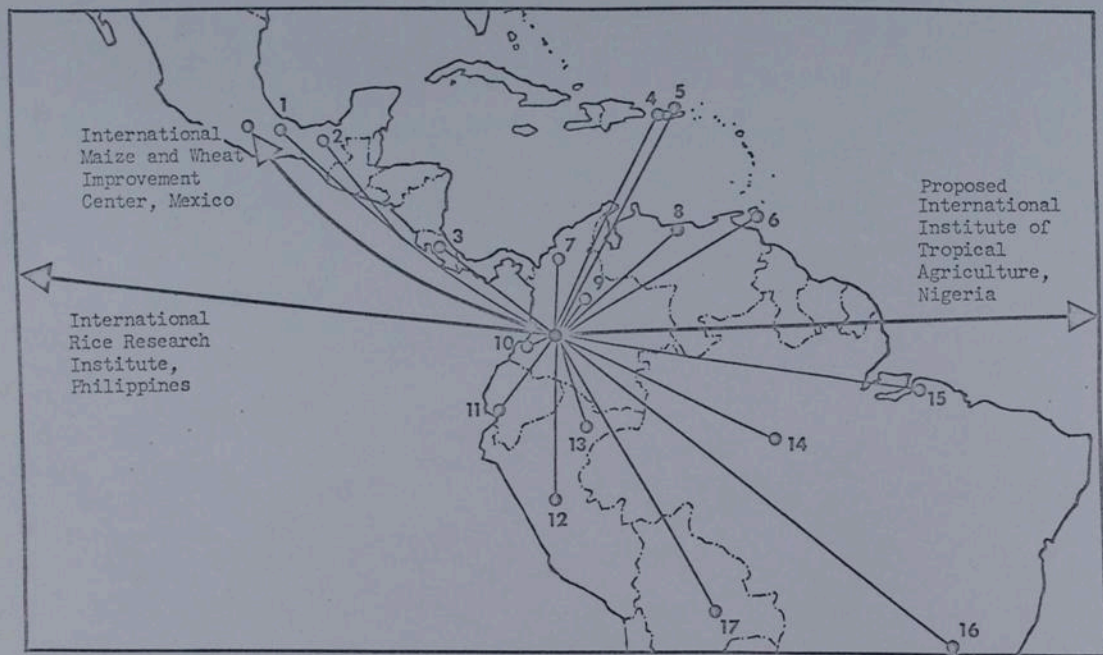 International
Maize and Wheat
Improvement
Center, Mexico
1
2
3
4
5
6
7
8
9
10
11
12
13
14
15
16
17
Proposed
International
Institute of
Tropical
Agriculture,
Nigeria
International
Rice Research
Institute,
Philippines